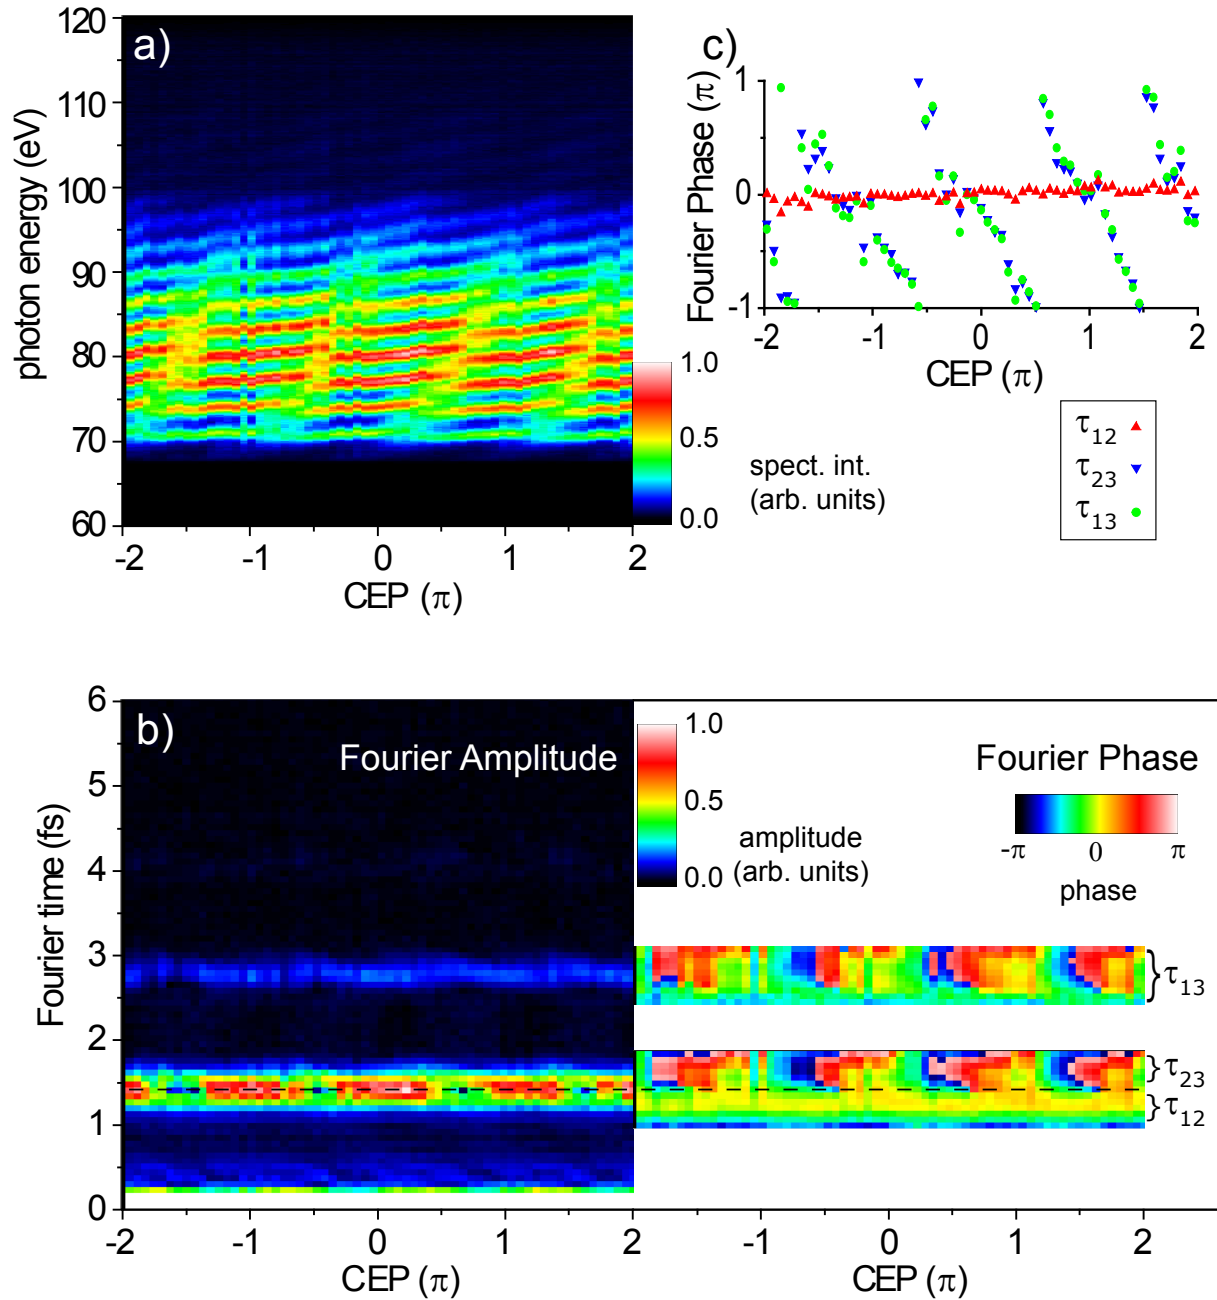 a)
photon energy (eV)
120
110
100
90
80
70
60
-2 -1 0 1 2
CEP (π)
1.0
0.5
0.0
spect. int.
(arb. units)
c)
Fourier Phase (π)
1
0
-1
-2 -1 0 1 2
CEP (π)
τ12
τ23
τ13
b)
Fourier Amplitude
Fourier time (fs)
6
5
4
3
2
1
0
-2 -1 0 1 2
CEP (π)
1.0
0.5
0.0
amplitude
(arb. units)
Fourier Phase
-π 0 π
phase
τ13
τ23
τ12
-1 0 1 2
CEP (π)